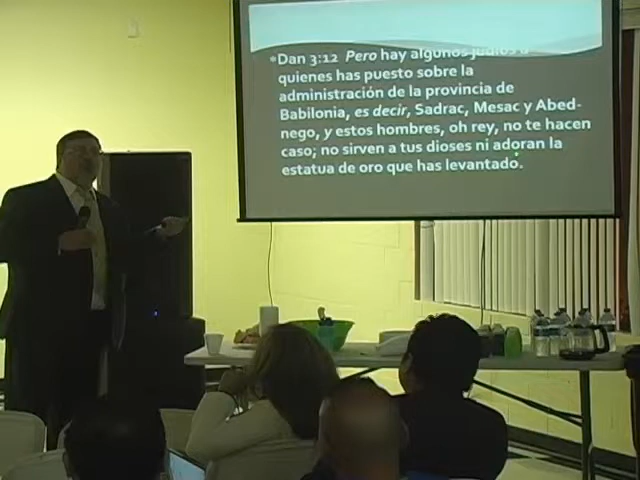 Dan 3:12 Pero hay algunos judíos a
quienes has puesto sobre la
administración de la provincia de
Babilonia, es decir, Sadrac, Mesac y Abed-
nego, y estos hombres, oh rey, no te hacen
caso; no sirven a tus dioses ni adoran la
estatua de oro que has levantado.